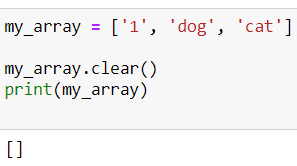 my_array = ['1', 'dog', 'cat']
my_array.clear()
print(my_array)
[]